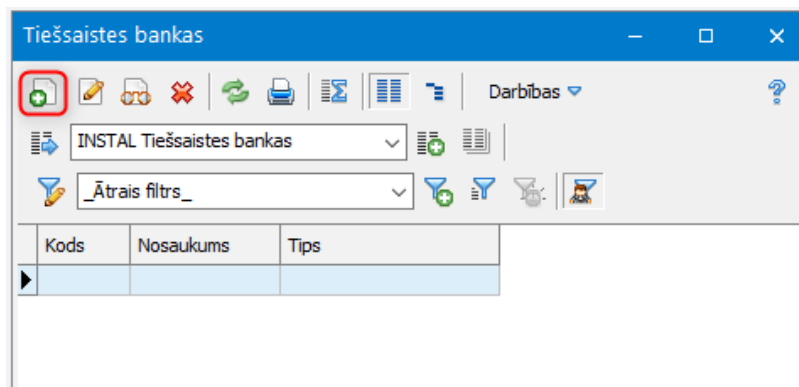 Tiešsaistes bankas
Darbības
INSTAL Tiešsaistes bankas
_Ātrais filtrs_
Kods Nosaukums Tips